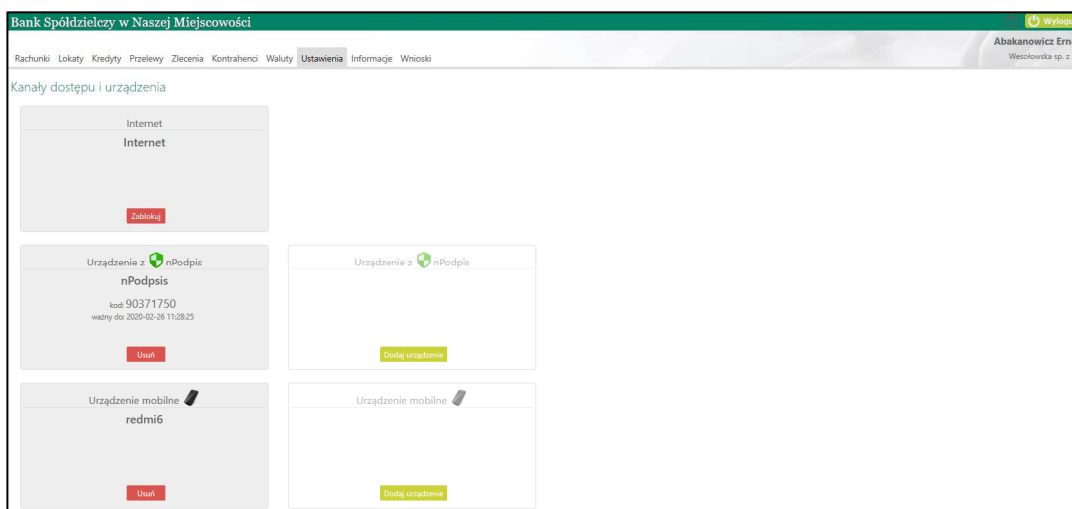 Bank Spółdzielczy w Naszej Miejscowości
Wylogu
Abakanowicz Ern
Wesołowska sp. z
Rachunki Lokaty Kredyty Przelewy Zlecenia Kontrahenci Waluty Ustawienia Informacje Wnioski
Kanały dostępu i urządzenia
Internet
Internet
Zablokuj
Urządzenie z nPodpis
nPodpsis
kod: 90371750
ważny do: 2020-02-26 11:28:25
Usuń
Urządzenie z nPodpis
Dodaj urządzenie
Urządzenie mobilne
redmi6
Usuń
Urządzenie mobilne
Dodaj urządzenie